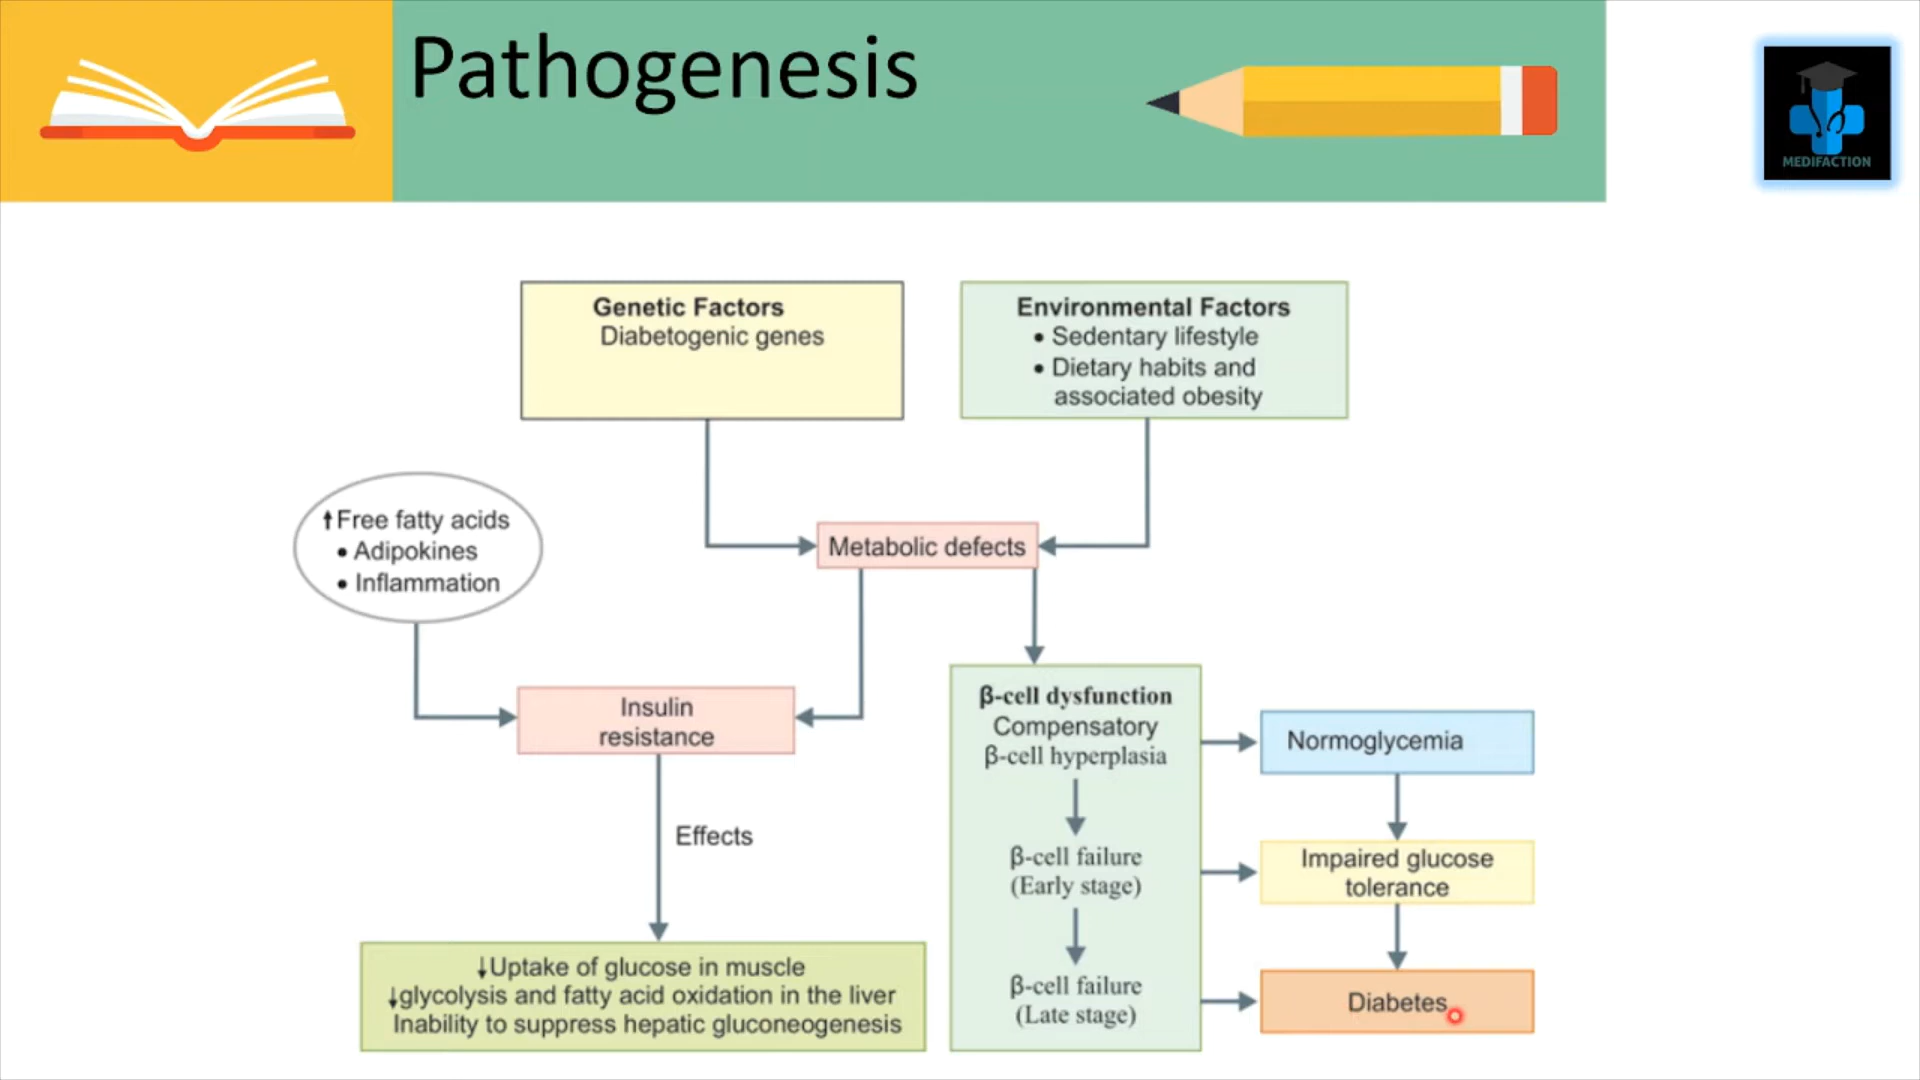 Pathogenesis
MEDIFACTION
Genetic Factors
Diabetogenic genes
Environmental Factors
• Sedentary lifestyle
• Dietary habits and
associated obesity
↑Free fatty acids
• Adipokines
• Inflammation
Metabolic defects
Insulin
resistance
Effects
↓Uptake of glucose in muscle
↓glycolysis and fatty acid oxidation in the liver
Inability to suppress hepatic gluconeogenesis
β-cell dysfunction
Compensatory
β-cell hyperplasia
β-cell failure
(Early stage)
β-cell failure
(Late stage)
Normoglycemia
Impaired glucose
tolerance
Diabetes